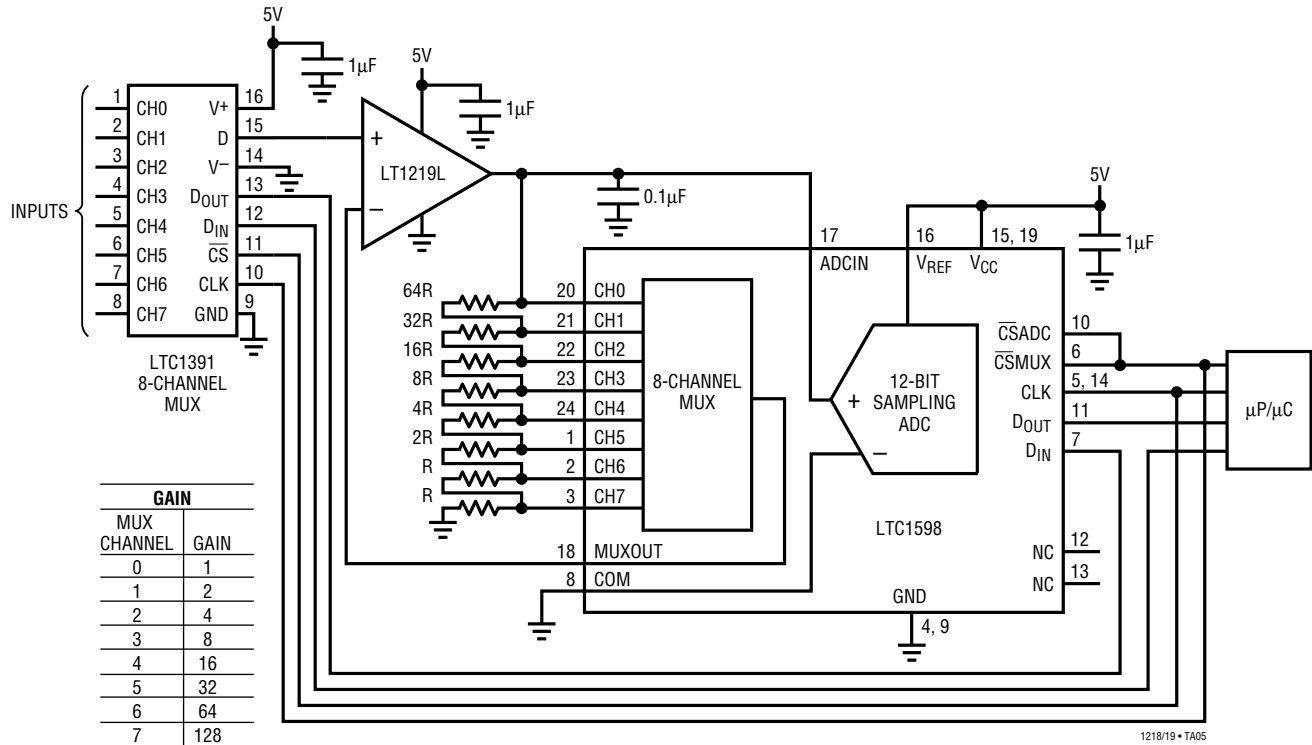 5V
1µF
5V
1µF
INPUTS
1 CH0 V+ 16
2 CH1 D 15
3 CH2 V– 14
4 CH3 DOUT 13
5 CH4 DIN 12
6 CH5 CS 11
7 CH6 CLK 10
8 CH7 GND 9
LTC1391
8-CHANNEL
MUX
+
LT1219L
–
0.1µF
5V
1µF
17
ADCIN
16
VREF
15, 19
VCC
64R 20 CH0
32R 21 CH1
16R 22 CH2
8R 23 CH3
4R 24 CH4
2R 1 CH5
R 2 CH6
R 3 CH7
8-CHANNEL
MUX
+
12-BIT
SAMPLING
ADC
–
LTC1598
CSADC 10
CSMUX 6
CLK 5, 14
DOUT 11
DIN 7
NC 12
NC 13
µP/µC
18 MUXOUT
8 COM
GND
4, 9
GAIN
MUX
CHANNEL GAIN
0 1
1 2
2 4
3 8
4 16
5 32
6 64
7 128
1218/19 • TA05